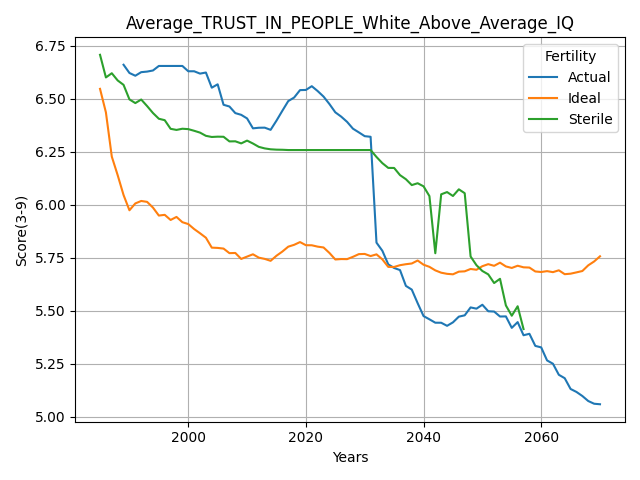 Average_TRUST_IN_PEOPLE_White_Above_Average_IQ
Fertility
Actual
Ideal
Sterile
Score(3-9)
6.75
6.50
6.25
6.00
5.75
5.50
5.25
5.00
2000
2020
2040
2060
Years